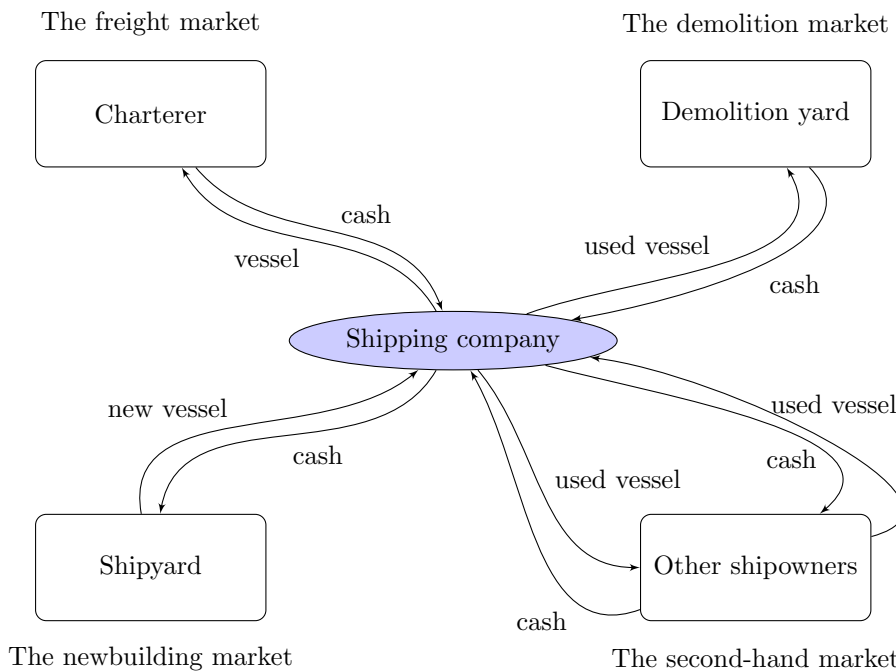 The freight market
The demolition market
Charterer
Demolition yard
cash
vessel
used vessel
cash
Shipping company
new vessel
cash
used vessel
cash
used vessel
cash
Shipyard
Other shipowners
The newbuilding market
The second-hand market